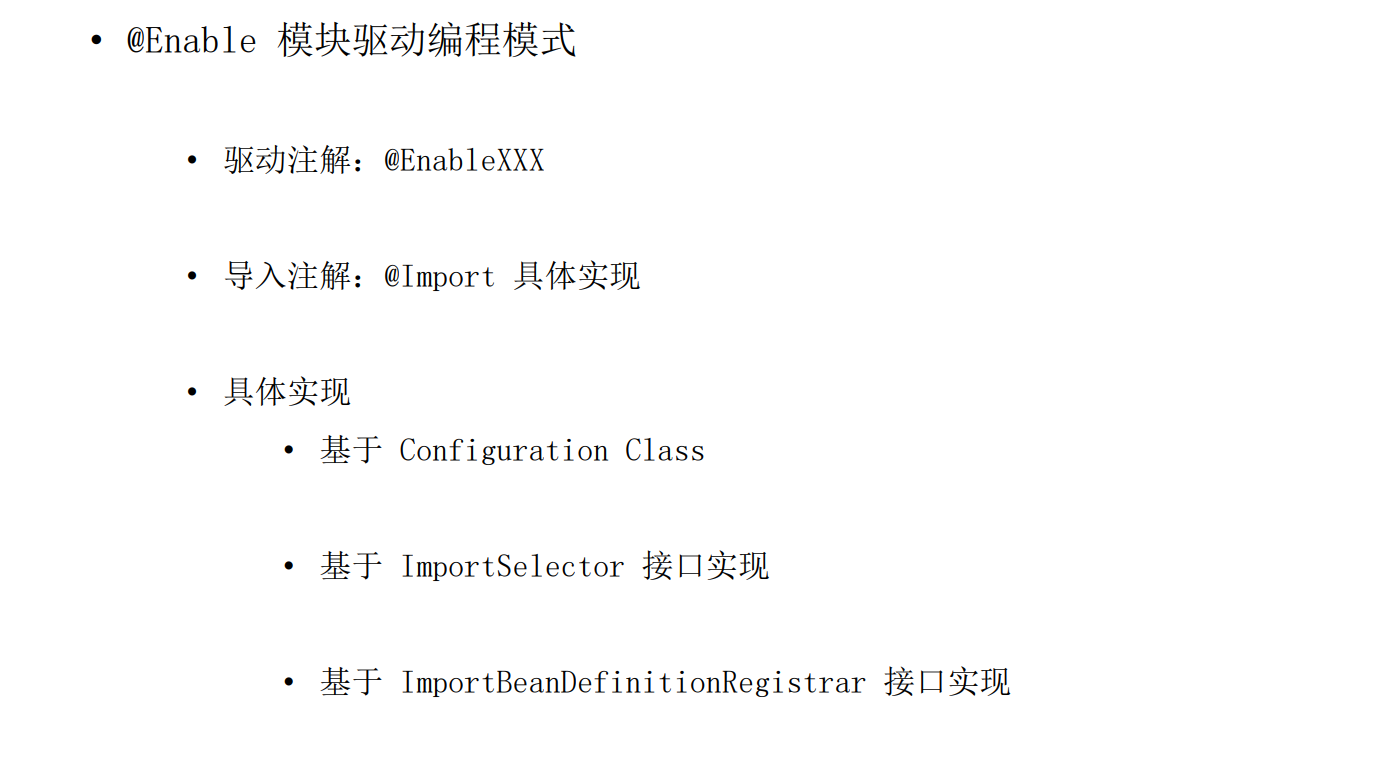 • @Enable 模块驱动编程模式
• 驱动注解：@EnableXXX
• 导入注解：@Import 具体实现
• 具体实现
• 基于 Configuration Class
• 基于 ImportSelector 接口实现
• 基于 ImportBeanDefinitionRegistrar 接口实现